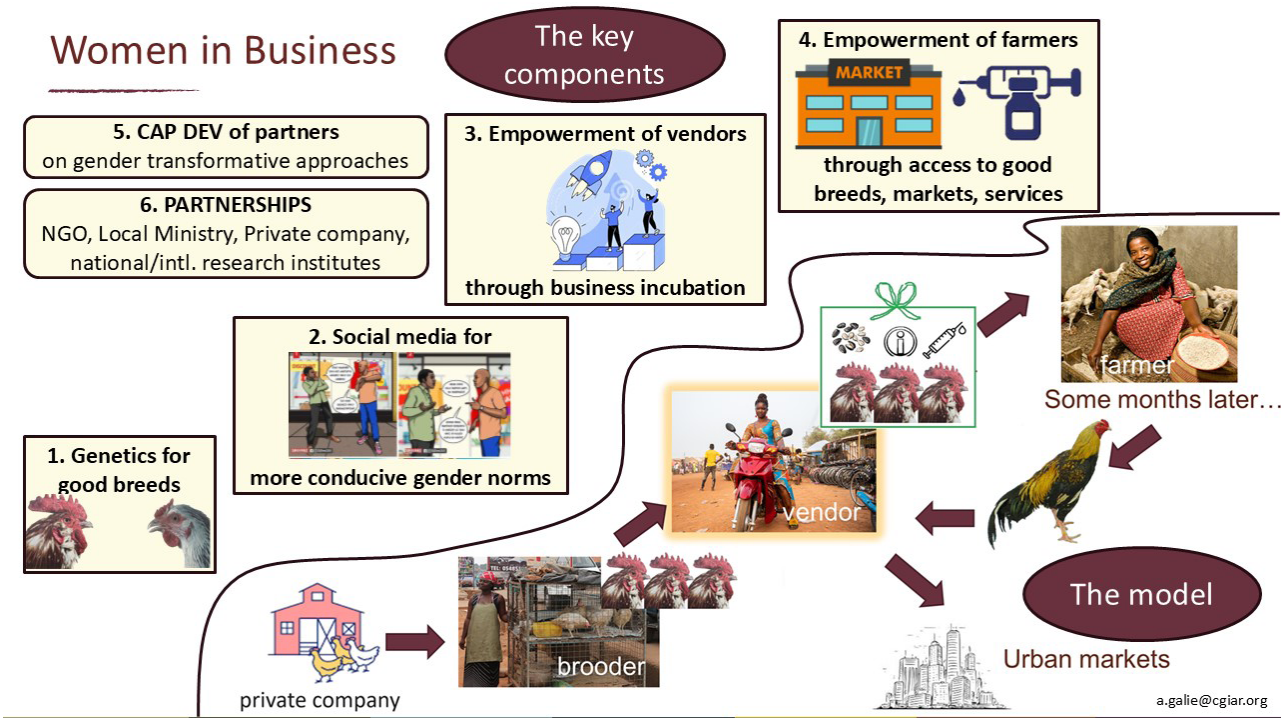 Women in Business
The key
components
5. CAP DEV of partners
on gender transformative approaches
6. PARTNERSHIPS
NGO, Local Ministry, Private company,
national/intl. research institutes
3. Empowerment of vendors
through business incubation
4. Empowerment of farmers
MARKET
through access to good
breeds, markets, services
2. Social media for
more conducive gender norms
1. Genetics for
good breeds
farmer
Some months later…
vendor
brooder
private company
The model
Urban markets
a.galie@cgiar.org